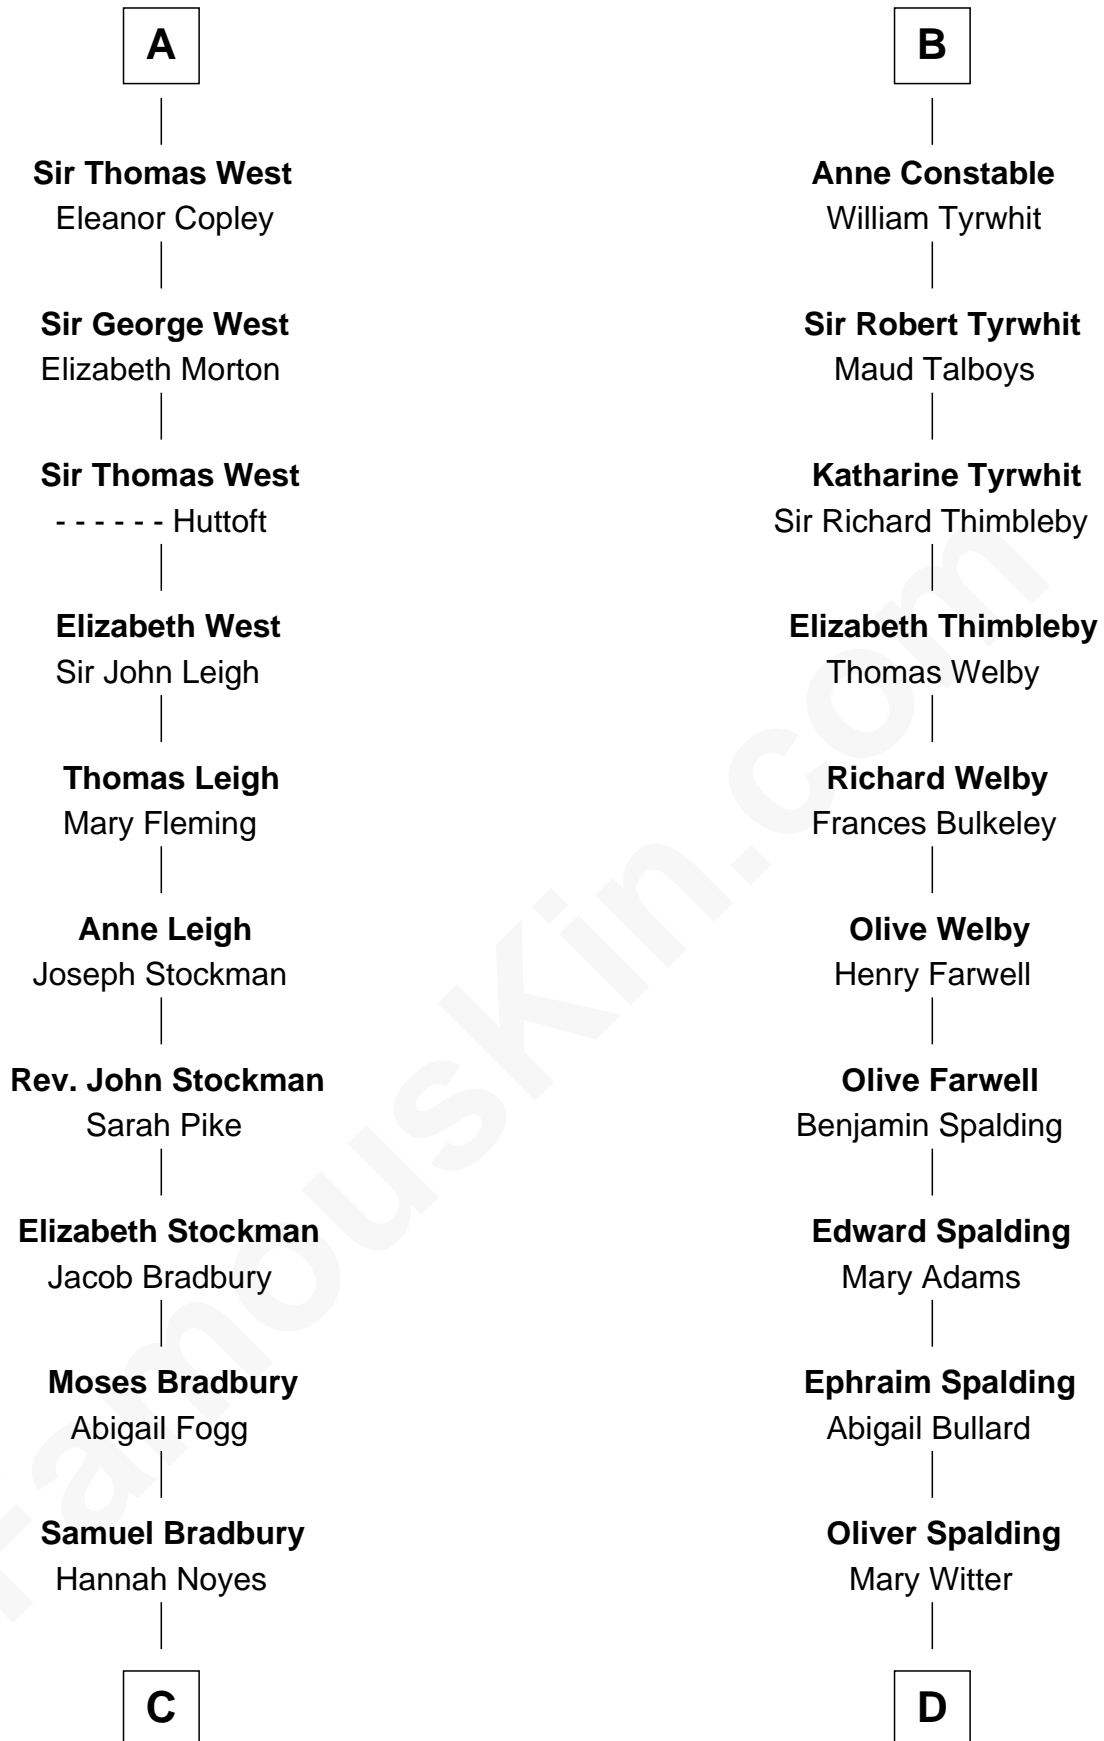 A
Sir Thomas West
Eleanor Copley
Sir George West
Elizabeth Morton
Sir Thomas West
- - - - - - Huttoft
Elizabeth West
Sir John Leigh
Thomas Leigh
Mary Fleming
Anne Leigh
Joseph Stockman
Rev. John Stockman
Sarah Pike
Elizabeth Stockman
Jacob Bradbury
Moses Bradbury
Abigail Fogg
Samuel Bradbury
Hannah Noyes
C
B
Anne Constable
William Tyrwhit
Sir Robert Tyrwhit
Maud Talboys
Katharine Tyrwhit
Sir Richard Thimbleby
Elizabeth Thimbleby
Thomas Welby
Richard Welby
Frances Bulkeley
Olive Welby
Henry Farwell
Olive Farwell
Benjamin Spalding
Edward Spalding
Mary Adams
Ephraim Spalding
Abigail Bullard
Oliver Spalding
Mary Witter
D
FamousKin.com